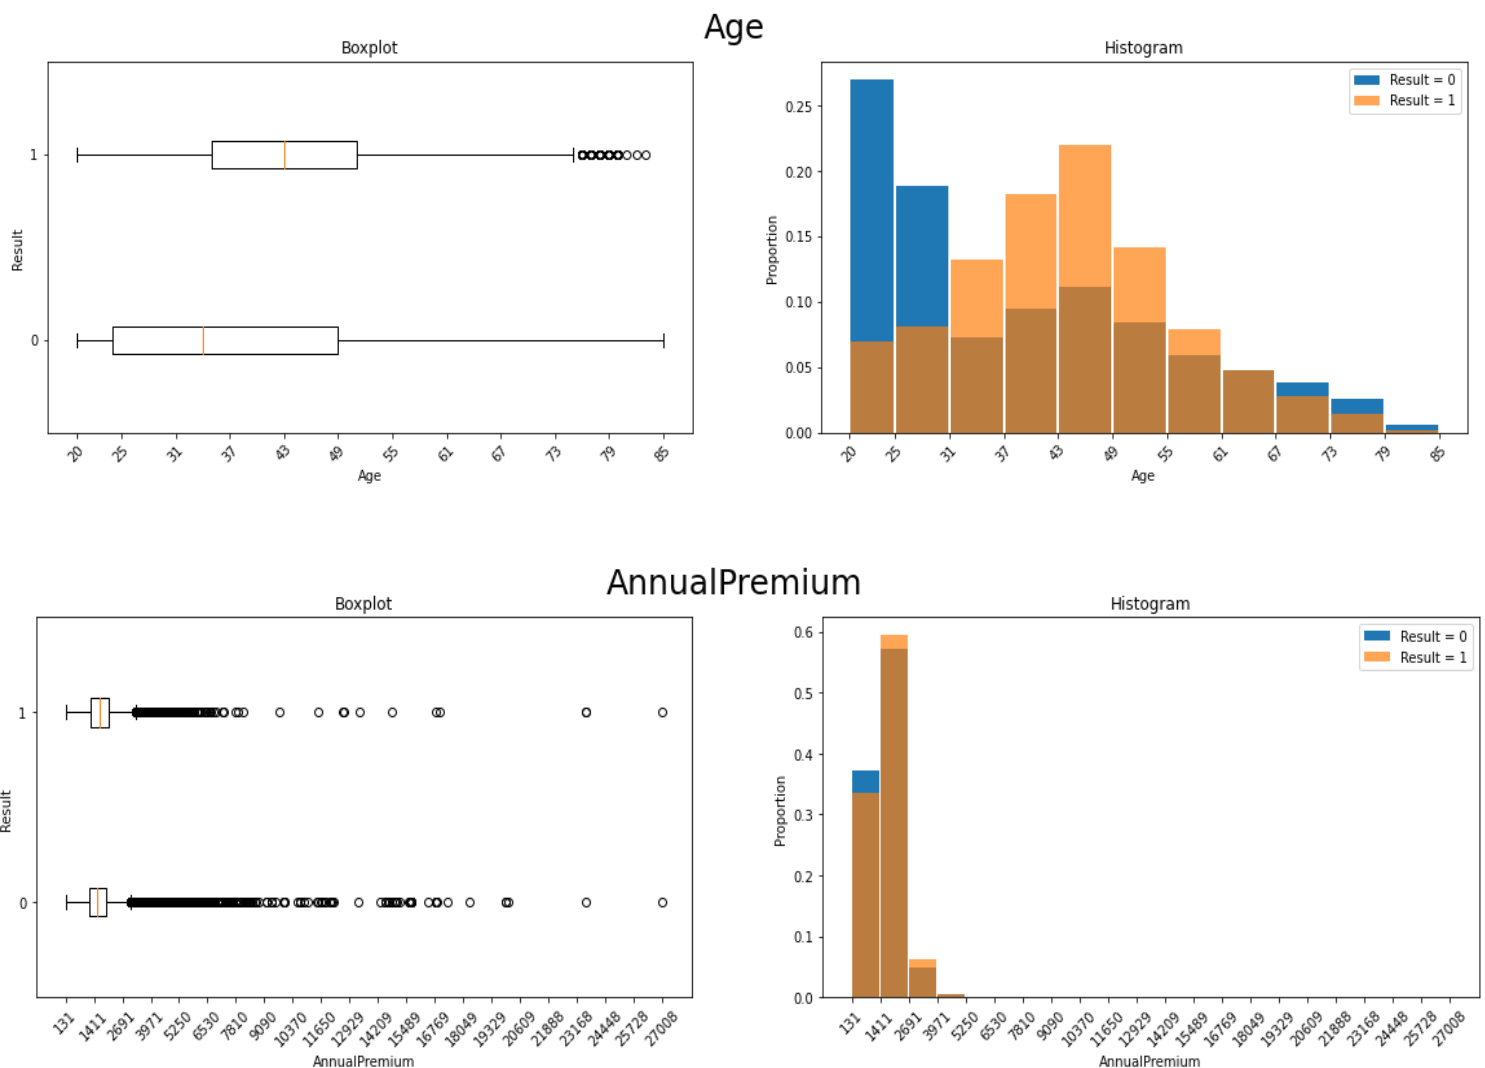 Age
Boxplot
Histogram
Result
1
0
20 25 31 37 43 49 55 61 67 73 79 85
Age
Proportion
0.25
0.20
0.15
0.10
0.05
0.00
Result = 0
Result = 1
20 25 31 37 43 49 55 61 67 73 79 85
Age
AnnualPremium
Boxplot
Histogram
Result
1
0
131 1411 2691 3971 5250 6530 7810 9090 10370 11650 12929 14209 15489 16769 18049 19329 20609 21888 23168 24448 25728 27008
AnnualPremium
Proportion
0.6
0.5
0.4
0.3
0.2
0.1
0.0
Result = 0
Result = 1
131 1411 2691 3971 5250 6530 7810 9090 10370 11650 12929 14209 15489 16769 18049 19329 20609 21888 23168 24448 25728 27008
AnnualPremium